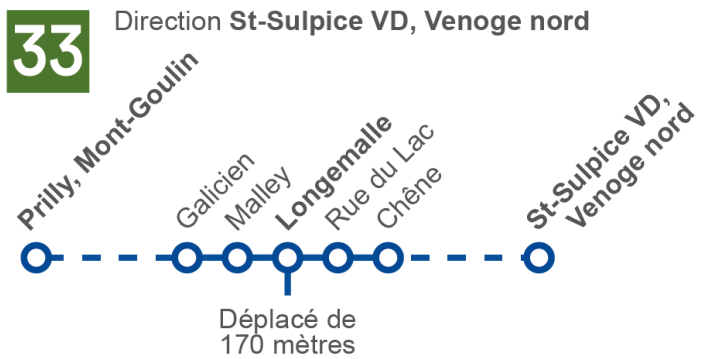 33
Direction St-Sulpice VD, Venoge nord
Prilly, Mont-Goulin
Galicien
Malley
Longemalle
Rue du Lac
Chêne
St-Sulpice VD,
Venoge nord
Déplacé de
170 mètres